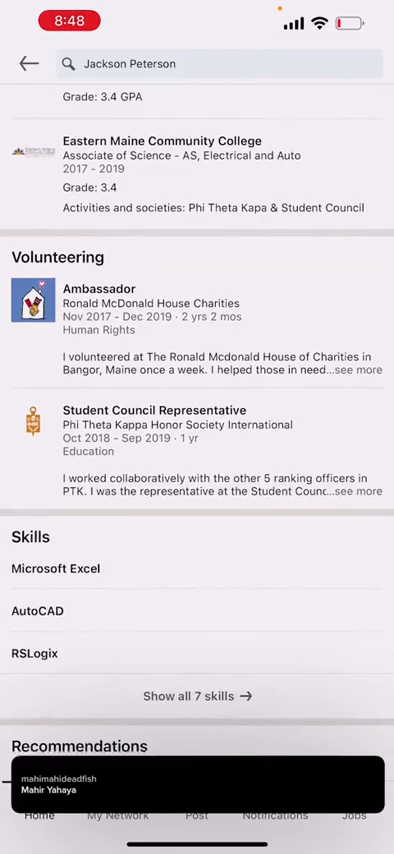 8:48
Jackson Peterson
Grade: 3.4 GPA
Eastern Maine Community College
Associate of Science - AS, Electrical and Auto
2017 - 2019
Grade: 3.4
Activities and societies: Phi Theta Kapa & Student Council
Volunteering
Ambassador
Ronald McDonald House Charities
Nov 2017 - Dec 2019 · 2 yrs 2 mos
Human Rights
I volunteered at The Ronald Mcdonald House of Charities in
Bangor, Maine once a week. I helped those in need...see more
Student Council Representative
Phi Theta Kappa Honor Society International
Oct 2018 - Sep 2019 · 1 yr
Education
I worked collaboratively with the other 5 ranking officers in
PTK. I was the representative at the Student Counc...see more
Skills
Microsoft Excel
AutoCAD
RSLogix
Show all 7 skills →
Recommendations
mahimahideadfish
Mahir Yahaya
Home My Network Post Notifications Jobs